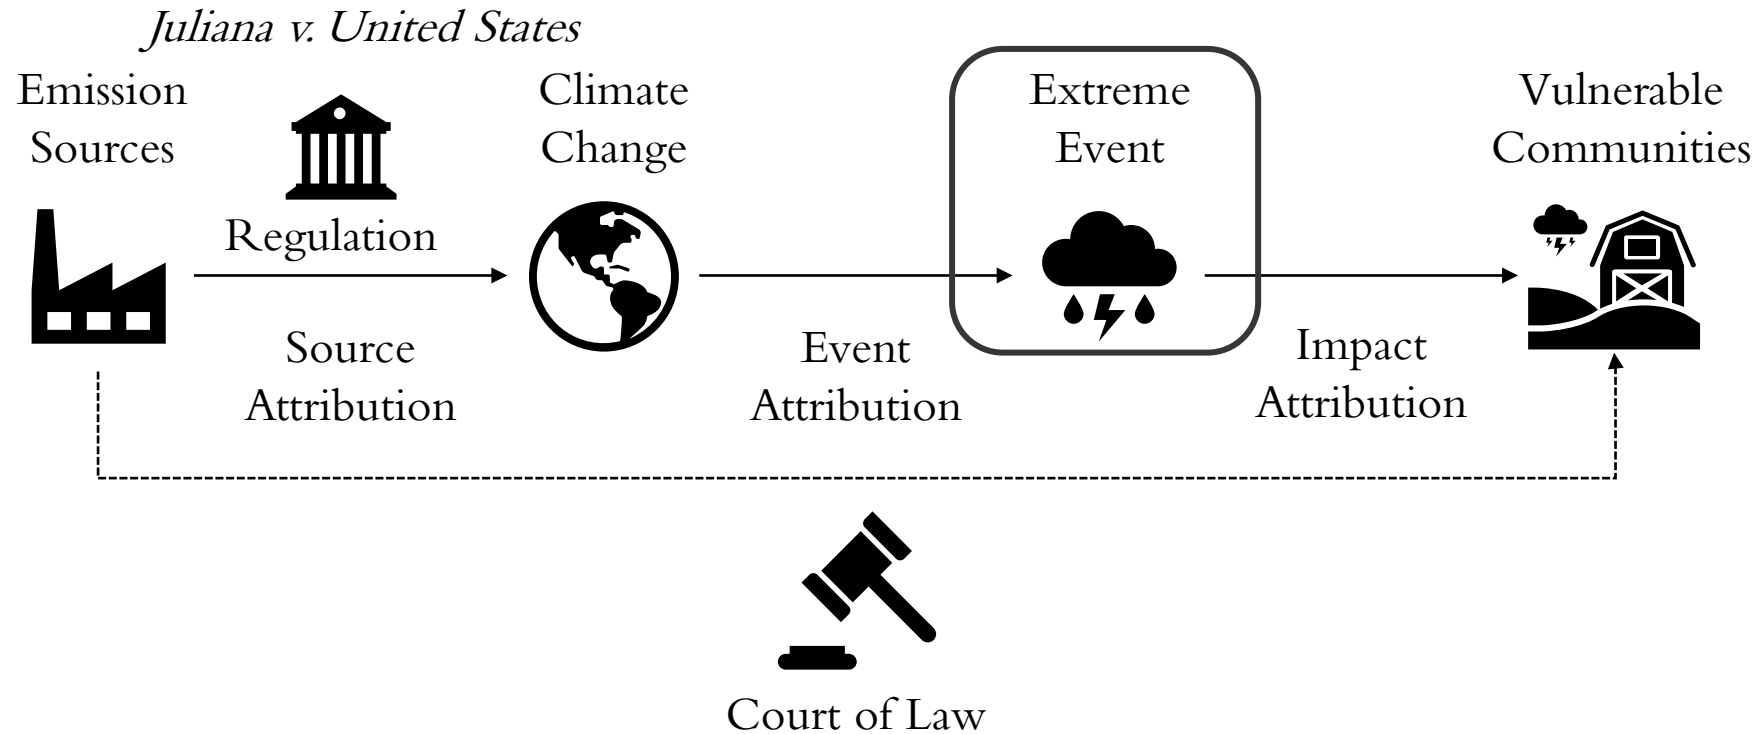 Juliana v. United States
Emission
Sources
Regulation
Climate
Change
Extreme
Event
Vulnerable
Communities
Source
Attribution
Event
Attribution
Impact
Attribution
Court of Law